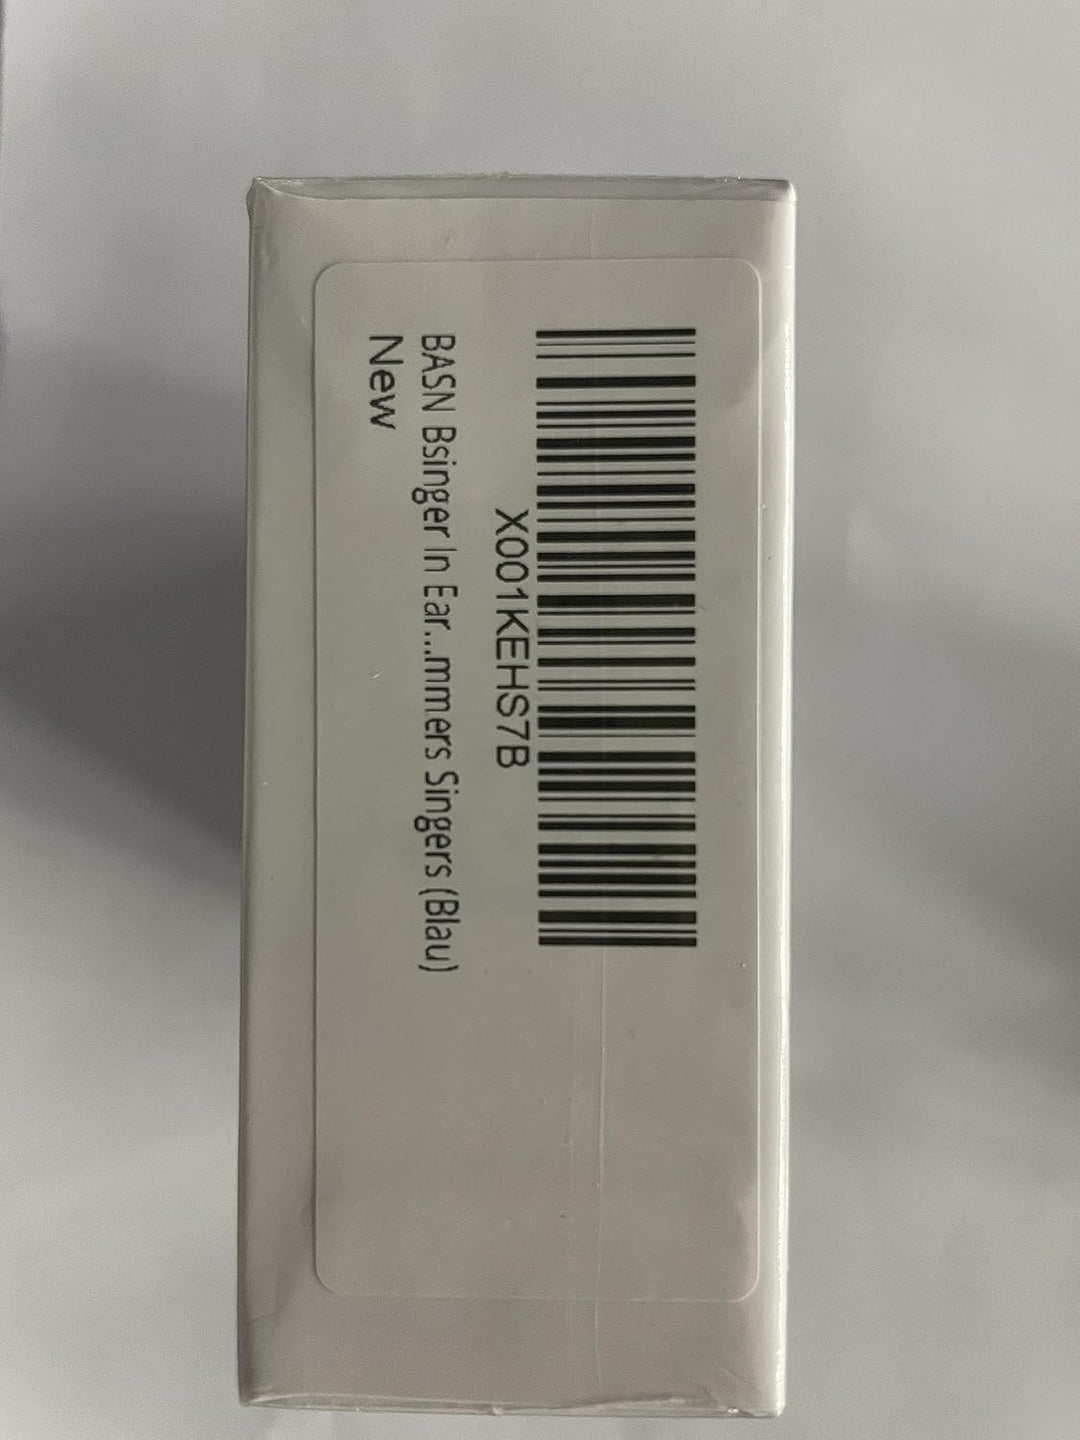 X001KEHS7B
BASN Bsinger In Ear...mmers Singers (Blau)
New